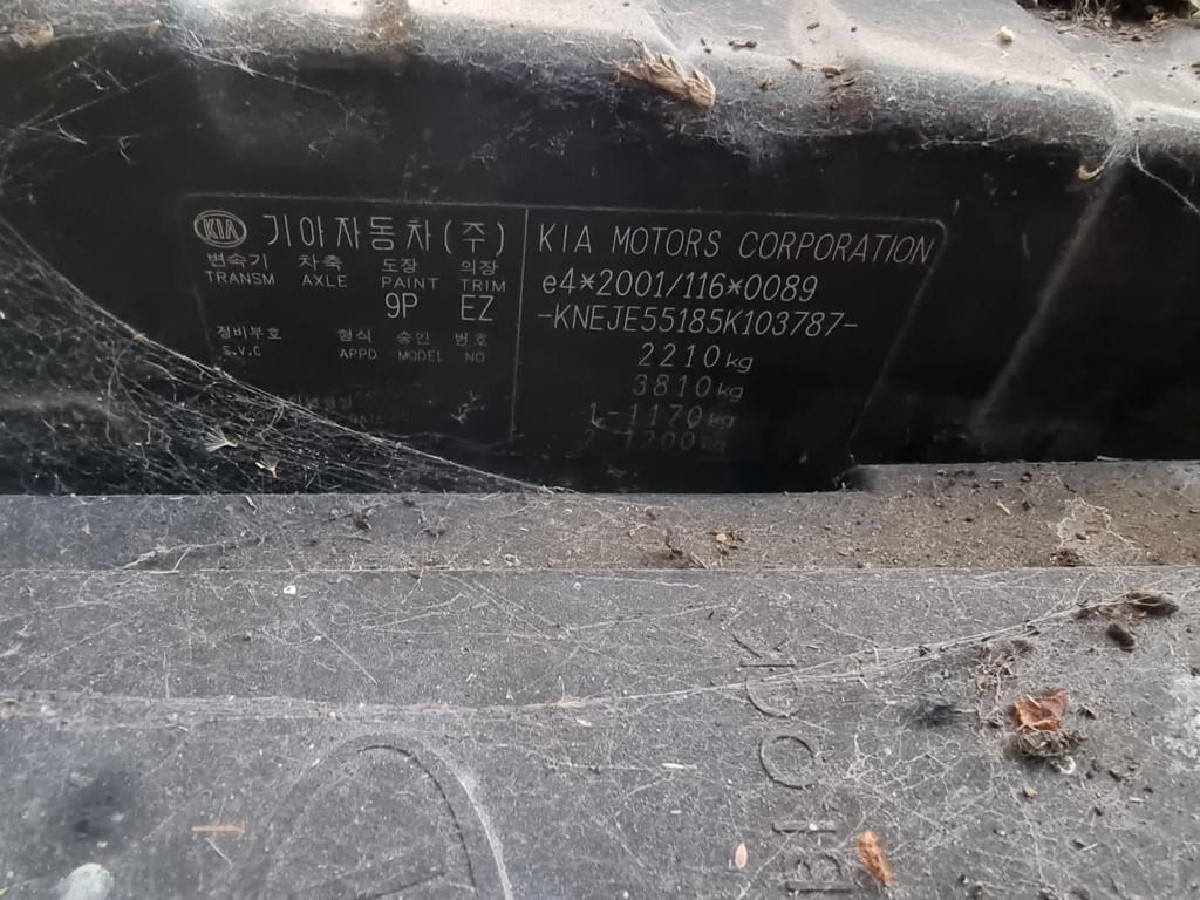 KIA 기아자동차(주)
변속기 차축 도장 의장
TRANSM AXLE PAINT TRIM
9P EZ
정비부호 형식 승인 번호
S.V.C APPD MODEL NO
KIA MOTORS CORPORATION
e4*2001/116*0089
-KNEJE55185K103787-
2210kg
3810kg
1-1170kg
2-1200kg